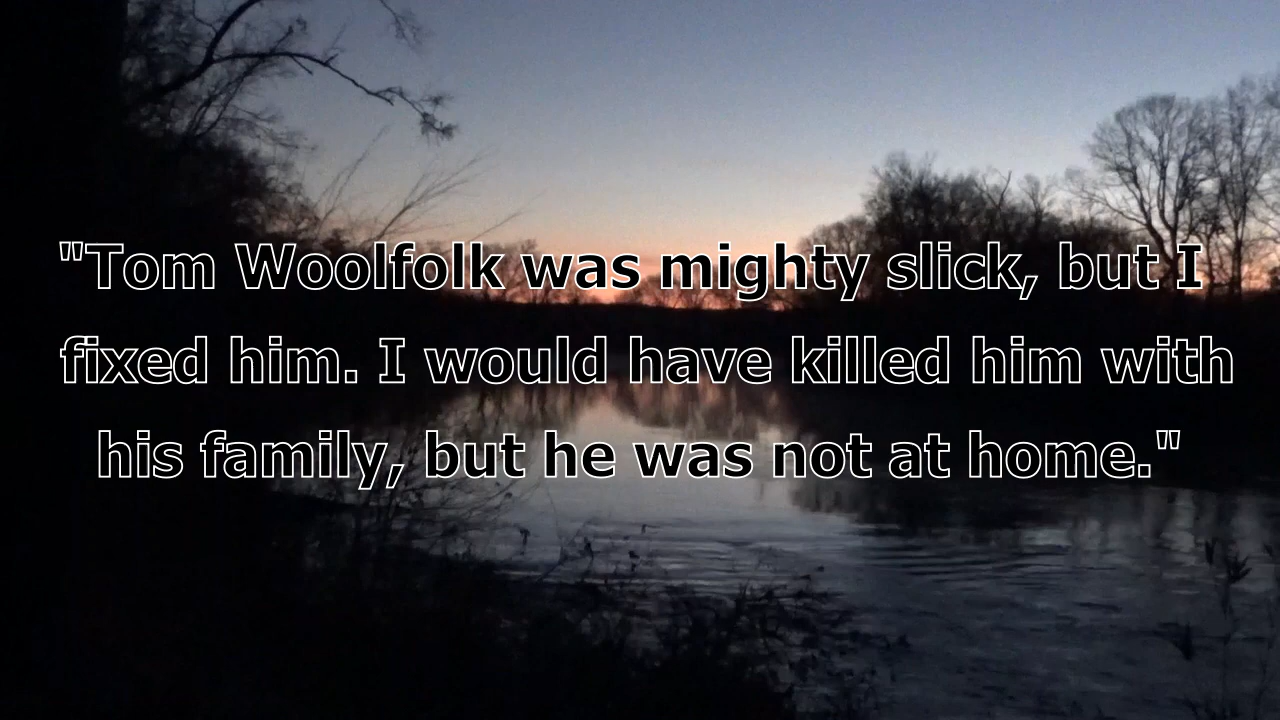 "Tom Woolfolk was mighty slick, but I
fixed him. I would have killed him with
his family, but he was not at home."